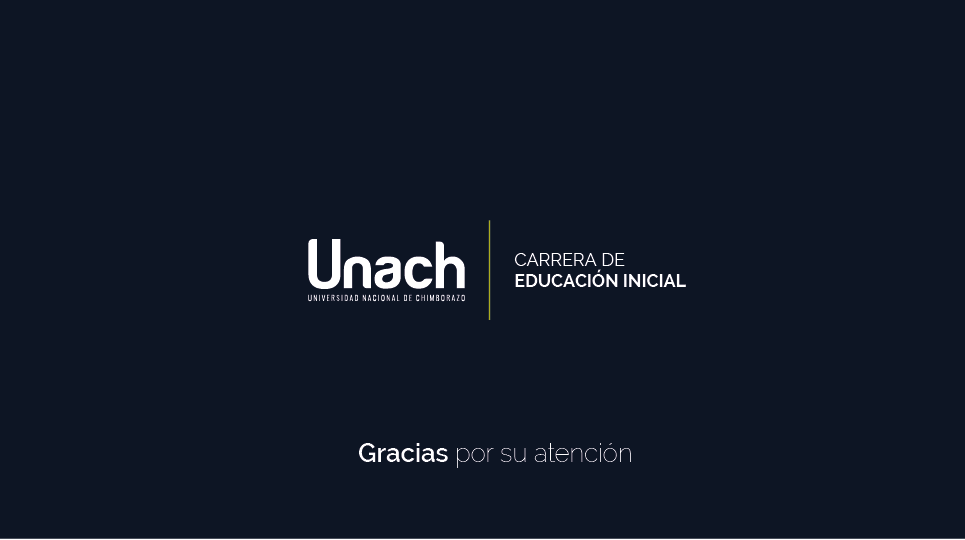 Unach
UNIVERSIDAD NACIONAL DE CHIMBORAZO
CARRERA DE
EDUCACIÓN INICIAL
Gracias por su atención